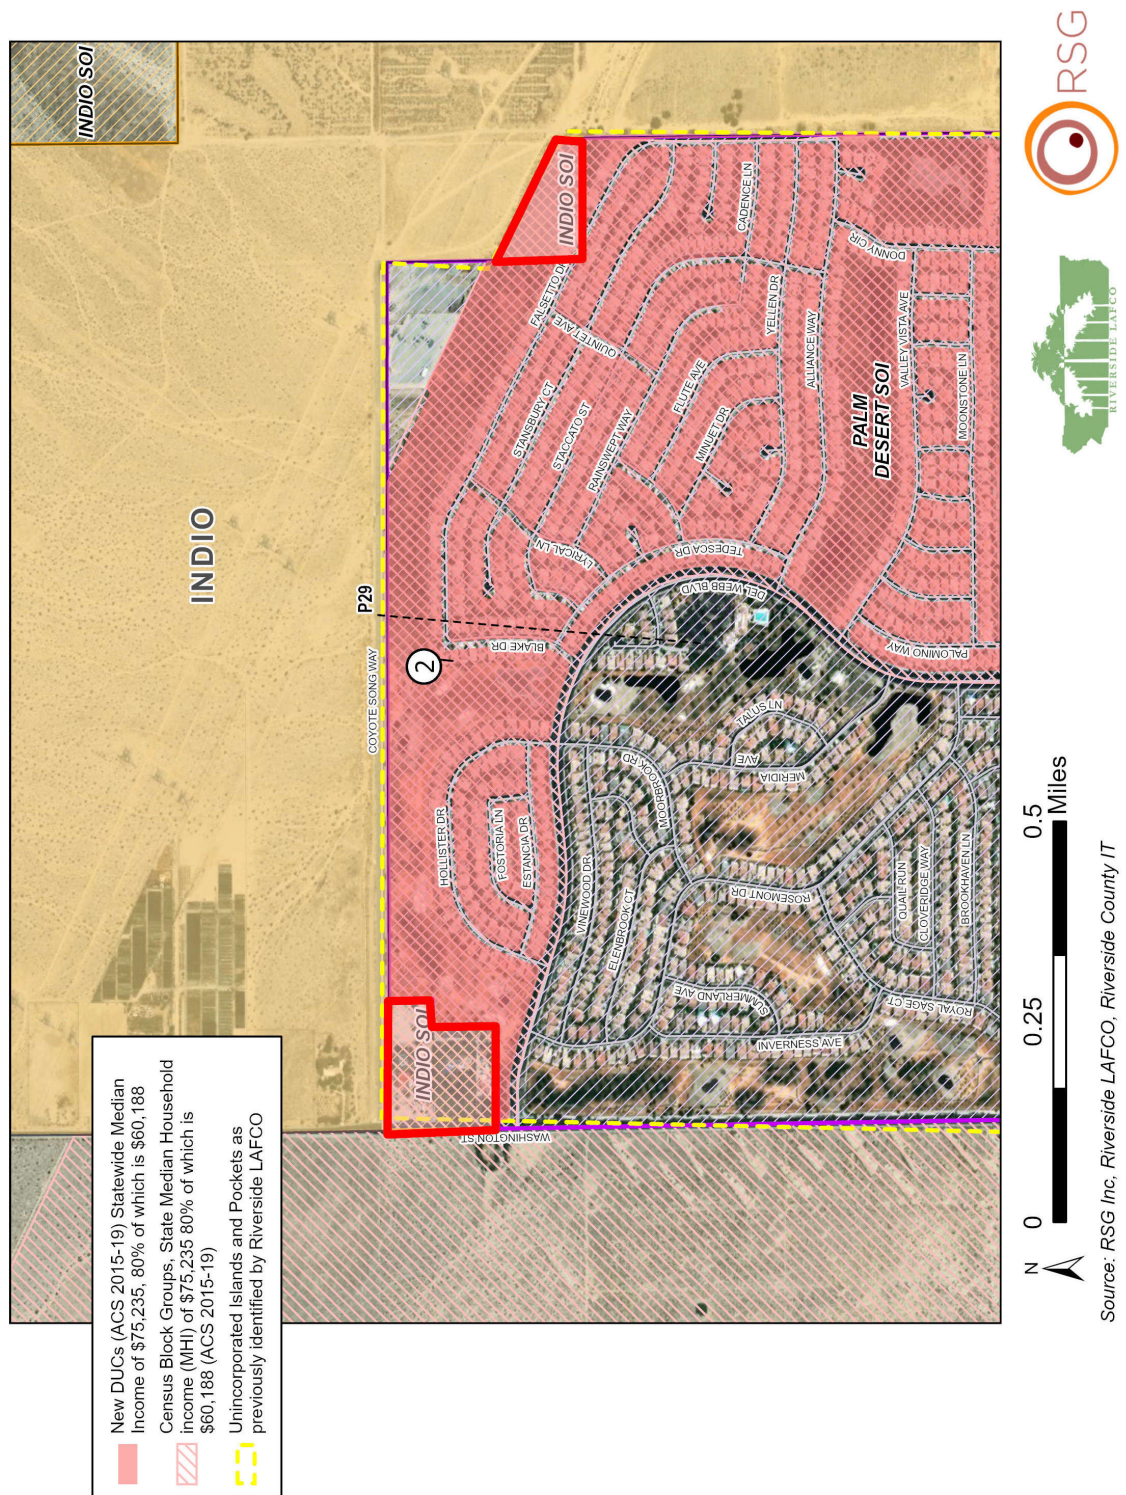 New DUCs (ACS 2015-19) Statewide Median
Income of $75,235, 80% of which is $60,188
Census Block Groups, State Median Household
income (MHI) of $75,235 80% of which is
$60,188 (ACS 2015-19)
Unincorporated Islands and Pockets as
previously identified by Riverside LAFCO
INDIO SOI
INDIO
P29
COYOTE SONG WAY
2
INDIO SOI
WASHINGTON ST
HOLLISTER DR
FOSTORIA LN
ESTANCIA DR
BLAKE DR
LYRICAL LN
TEDESCA DR
DEL WEBB BLVD
STANSBURY CT
STACCATO ST
RAINSWEPT WAY
FALSETTO DR
QUINTET AVE
INDIO SOI
FLUTE AVE
MINUET DR
CADENCE LN
YELLEN DR
ALLIANCE WAY
DONNY CIR
PALM
DESERT SOI
VALLEY VISTA AVE
MOONSTONE LN
PALOMINO WAY
VINEWOOD DR
ELENBROOK CT
MOORBROOK RD
TALUS LN
MERIDIA
AVE
ROSEMONT DR
SUMMERLAND AVE
INVERNESS AVE
QUAIL RUN
CLOVERIDGE WAY
BROOKHAVEN LN
ROYAL SAGE CT
N
0
0.25
0.5
Miles
Source: RSG Inc, Riverside LAFCO, Riverside County IT
RIVERSIDE LAFCO
RSG